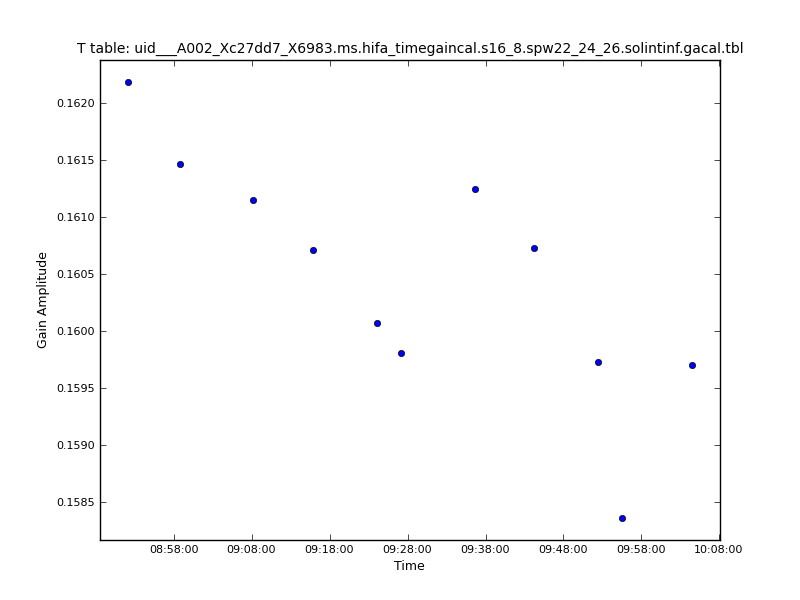 T table: uid___A002_Xc27dd7_X6983.ms.hifa_timegaincal.s16_8.spw22_24_26.solintinf.gacal.tbl
0.1620
0.1615
0.1610
0.1605
0.1600
0.1595
0.1590
0.1585
Gain Amplitude
08:58:00 09:08:00 09:18:00 09:28:00 09:38:00 09:48:00 09:58:00 10:08:00
Time